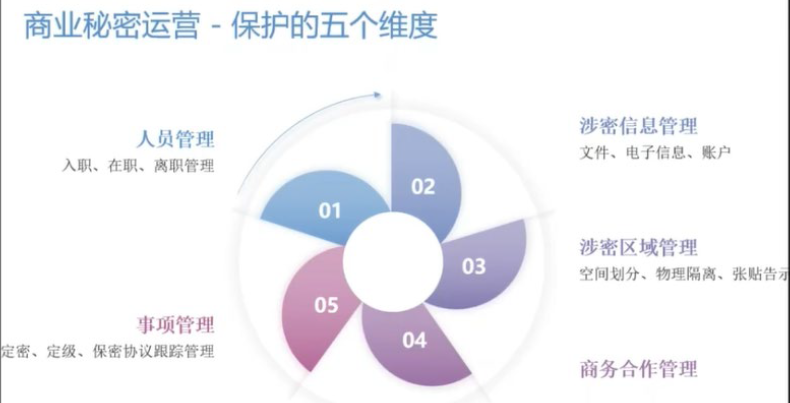 商业秘密运营 - 保护的五个维度
人员管理
入职、在职、离职管理
01
02
涉密信息管理
文件、电子信息、账户
03
涉密区域管理
空间划分、物理隔离、张贴告示
04
商务合作管理
05
事项管理
定密、定级、保密协议跟踪管理